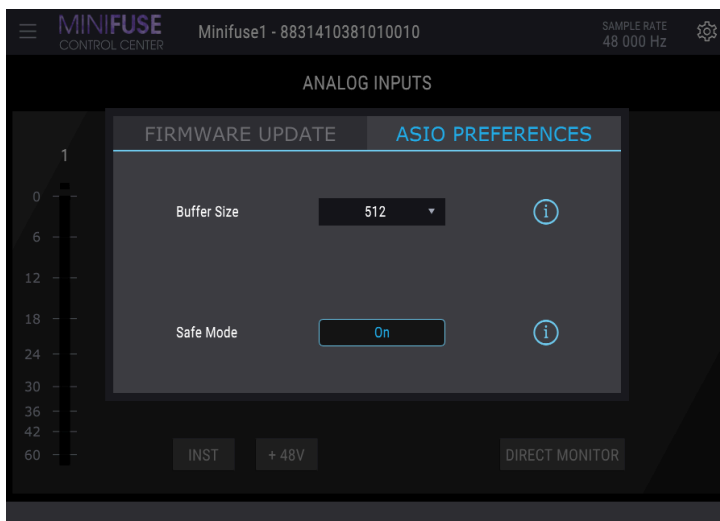 MINIFUSE
CONTROL CENTER
Minifuse1 - 8831410381010010
SAMPLE RATE
48 000 Hz
ANALOG INPUTS
FIRMWARE UPDATE
ASIO PREFERENCES
1
0
6
12
18
24
30
36
42
60
Buffer Size
512
i
Safe Mode
On
i
INST
+ 48V
DIRECT MONITOR